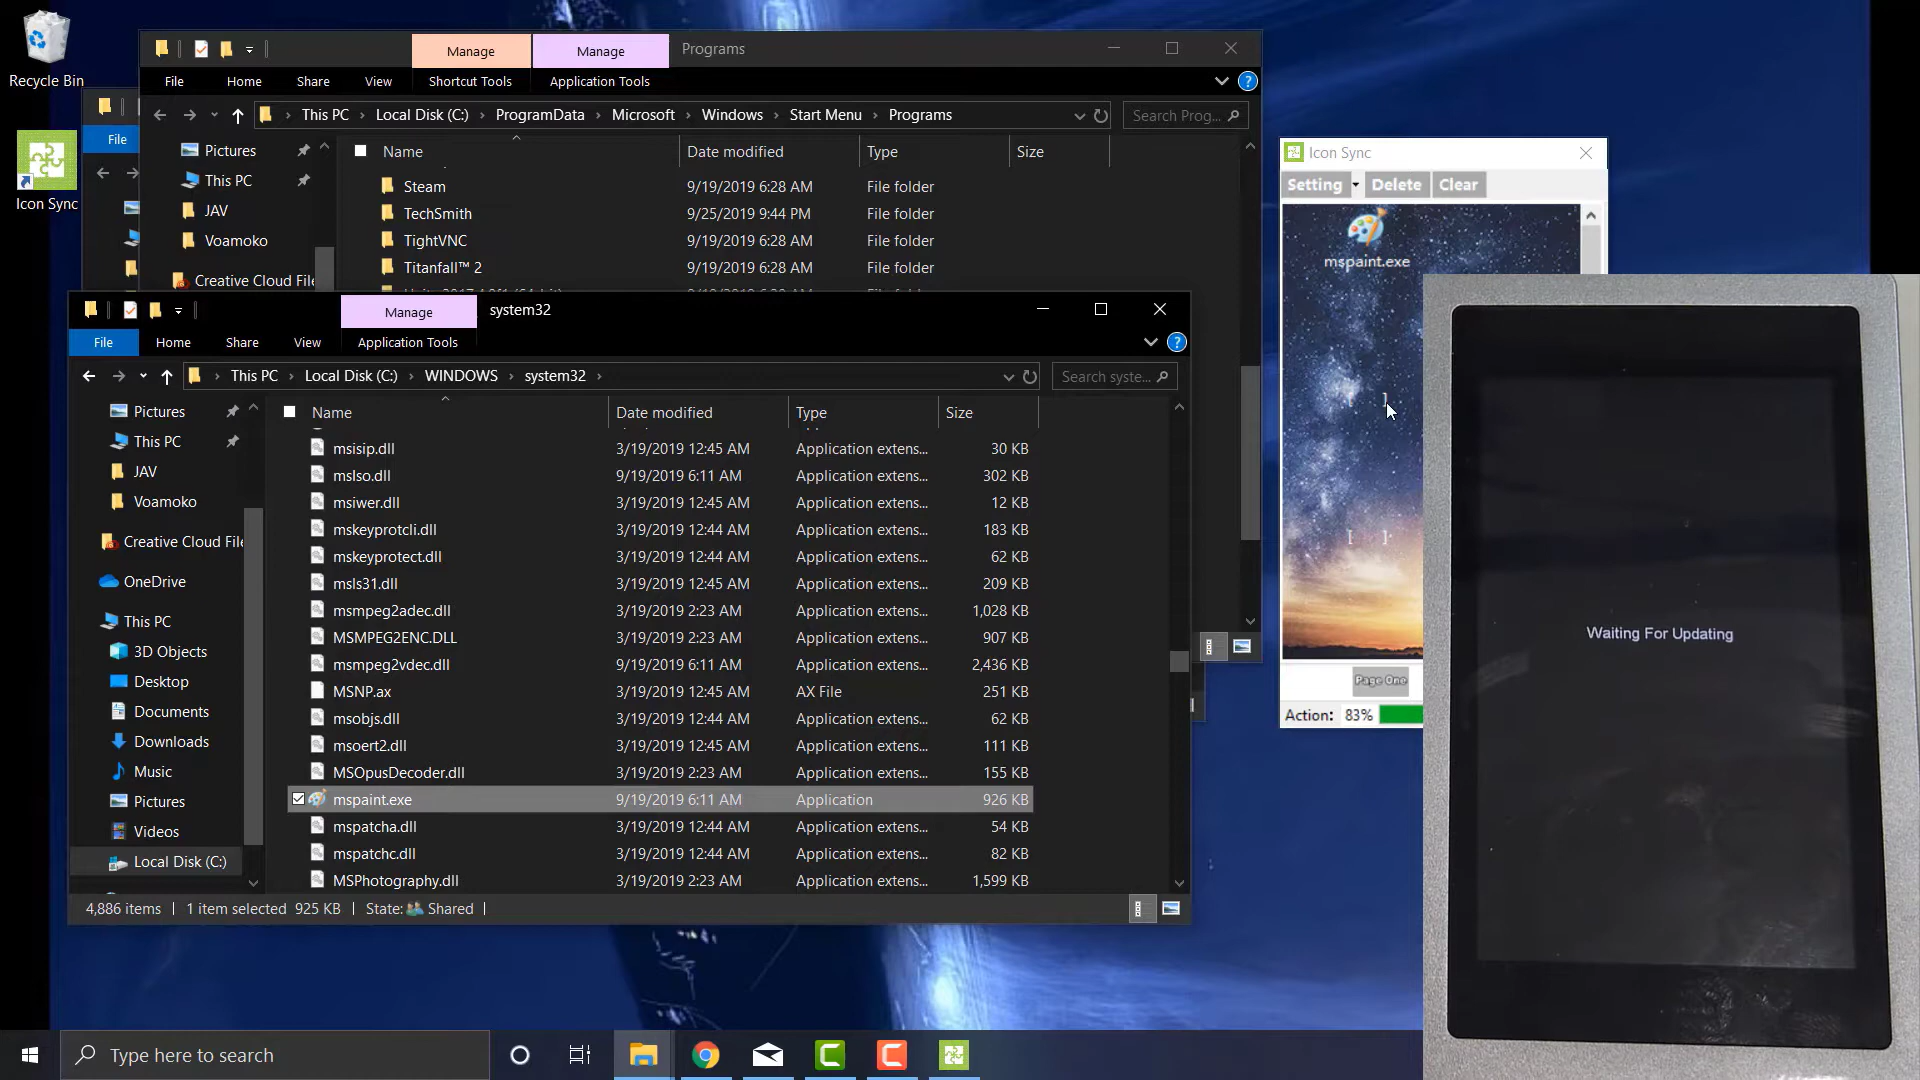 Recycle Bin
Icon Sync
File
Manage
Manage
Programs
File
Home
Share
View
Shortcut Tools
Application Tools
This PC
Local Disk (C:)
ProgramData
Microsoft
Windows
Start Menu
Programs
Search Prog...
Pictures
This PC
JAV
Voamoko
Creative Cloud File
Name
Date modified
Type
Size
Steam 9/19/2019 6:28 AM File folder
TechSmith 9/25/2019 9:44 PM File folder
TightVNC 9/19/2019 6:28 AM File folder
Titanfall™ 2 9/19/2019 6:28 AM File folder
Manage
system32
File
Home
Share
View
Application Tools
This PC
Local Disk (C:)
WINDOWS
system32
Search syste...
Pictures
This PC
JAV
Voamoko
Creative Cloud File
OneDrive
This PC
3D Objects
Desktop
Documents
Downloads
Music
Pictures
Videos
Local Disk (C:)
Name
Date modified
Type
Size
msisip.dll 3/19/2019 12:45 AM Application extens... 30 KB
mslso.dll 9/19/2019 6:11 AM Application extens... 302 KB
msiwer.dll 3/19/2019 12:45 AM Application extens... 12 KB
mskeyprotcli.dll 3/19/2019 12:44 AM Application extens... 183 KB
mskeyprotect.dll 3/19/2019 12:44 AM Application extens... 62 KB
msls31.dll 3/19/2019 12:45 AM Application extens... 209 KB
msmpeg2adec.dll 3/19/2019 2:23 AM Application extens... 1,028 KB
MSMPEG2ENC.DLL 3/19/2019 2:23 AM Application extens... 907 KB
msmpeg2vdec.dll 9/19/2019 6:11 AM Application extens... 2,436 KB
MSNP.ax 3/19/2019 12:45 AM AX File 251 KB
msobjs.dll 3/19/2019 12:44 AM Application extens... 62 KB
msoert2.dll 3/19/2019 12:45 AM Application extens... 111 KB
MSOpusDecoder.dll 3/19/2019 2:23 AM Application extens... 155 KB
mspaint.exe 9/19/2019 6:11 AM Application 926 KB
mspatcha.dll 3/19/2019 12:44 AM Application extens... 54 KB
mspatchc.dll 3/19/2019 12:44 AM Application extens... 82 KB
MSPhotography.dll 3/19/2019 2:23 AM Application extens... 1,599 KB
4,886 items
1 item selected 925 KB
State: Shared
Icon Sync
Setting
Delete
Clear
mspaint.exe
[ ]
[ ]
Page One
Action: 83%
Waiting For Updating
Type here to search